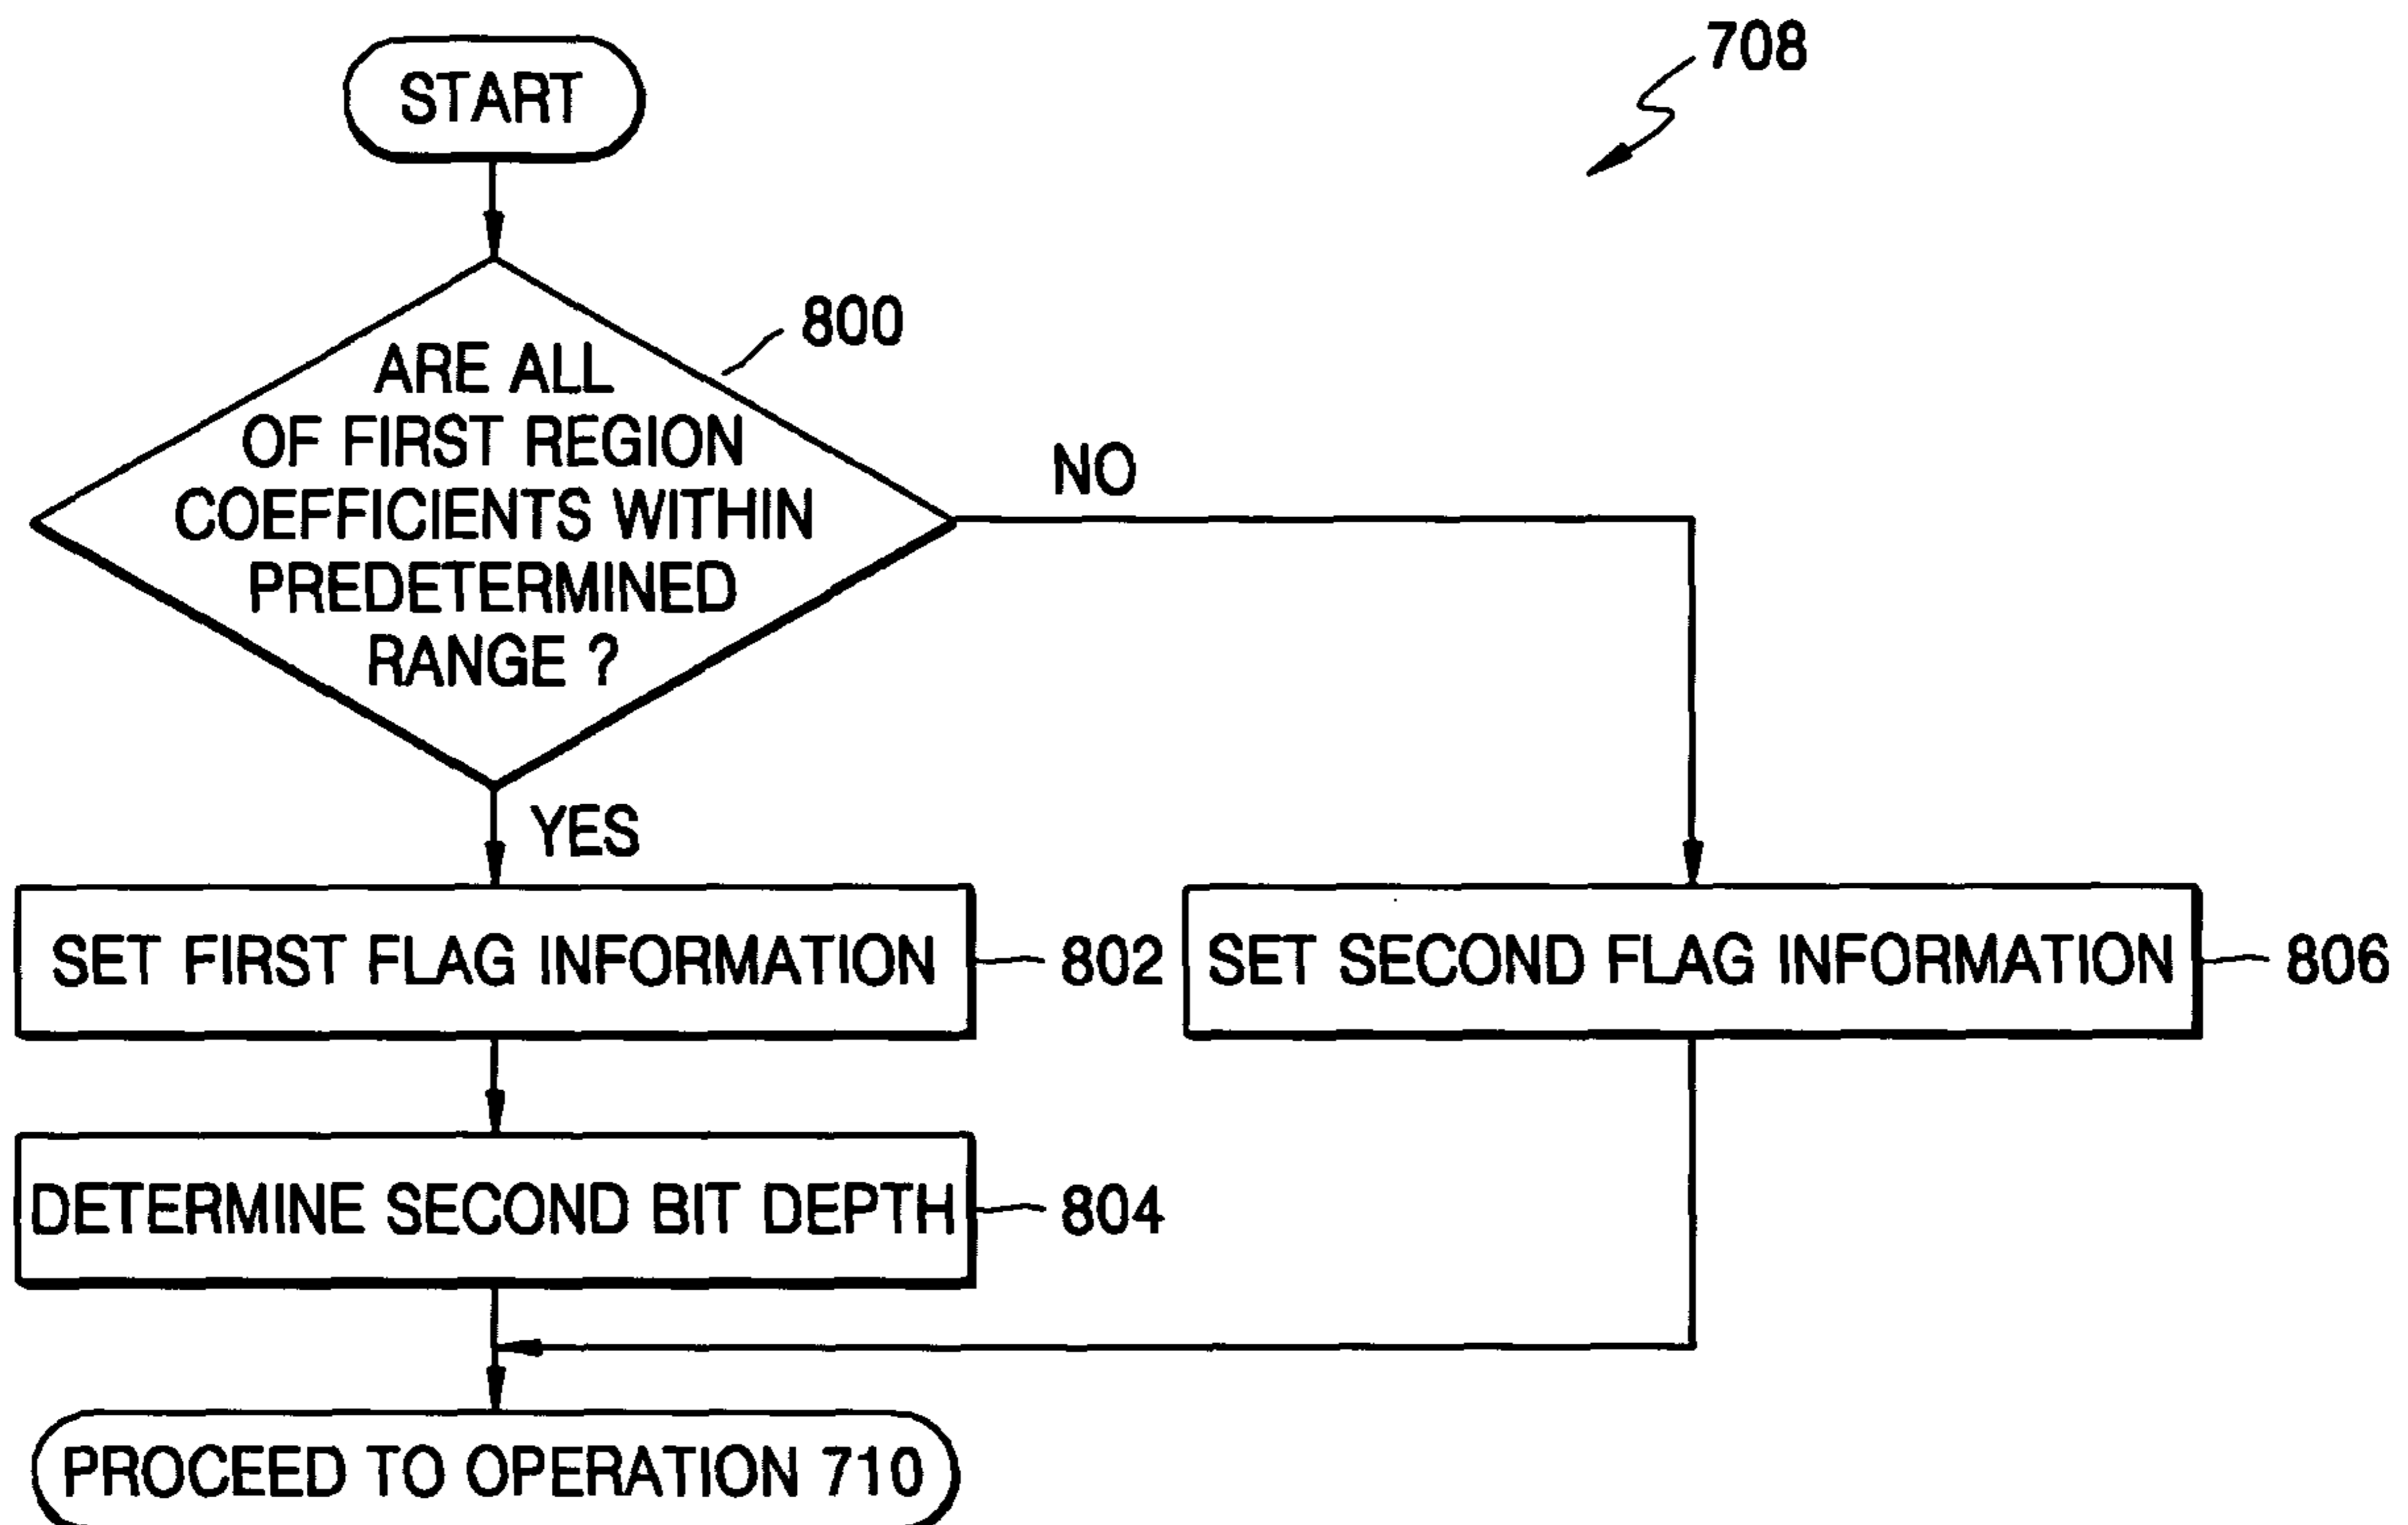 START
708
800
ARE ALL
OF FIRST REGION
COEFFICIENTS WITHIN
PREDETERMINED
RANGE ?
NO
YES
SET FIRST FLAG INFORMATION
802
SET SECOND FLAG INFORMATION
806
DETERMINE SECOND BIT DEPTH
804
PROCEED TO OPERATION 710